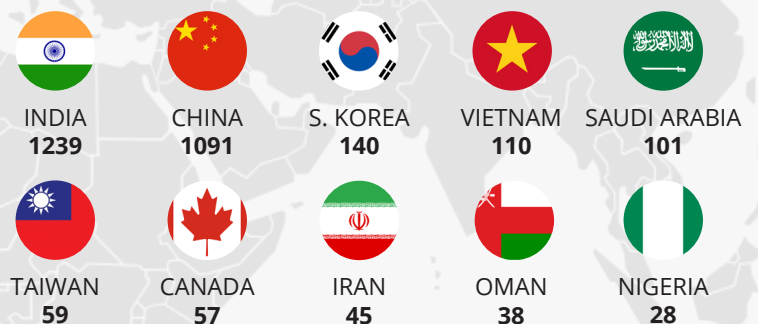 INDIA
1239
CHINA
1091
S. KOREA
140
VIETNAM
110
SAUDI ARABIA
101
TAIWAN
59
CANADA
57
IRAN
45
OMAN
38
NIGERIA
28